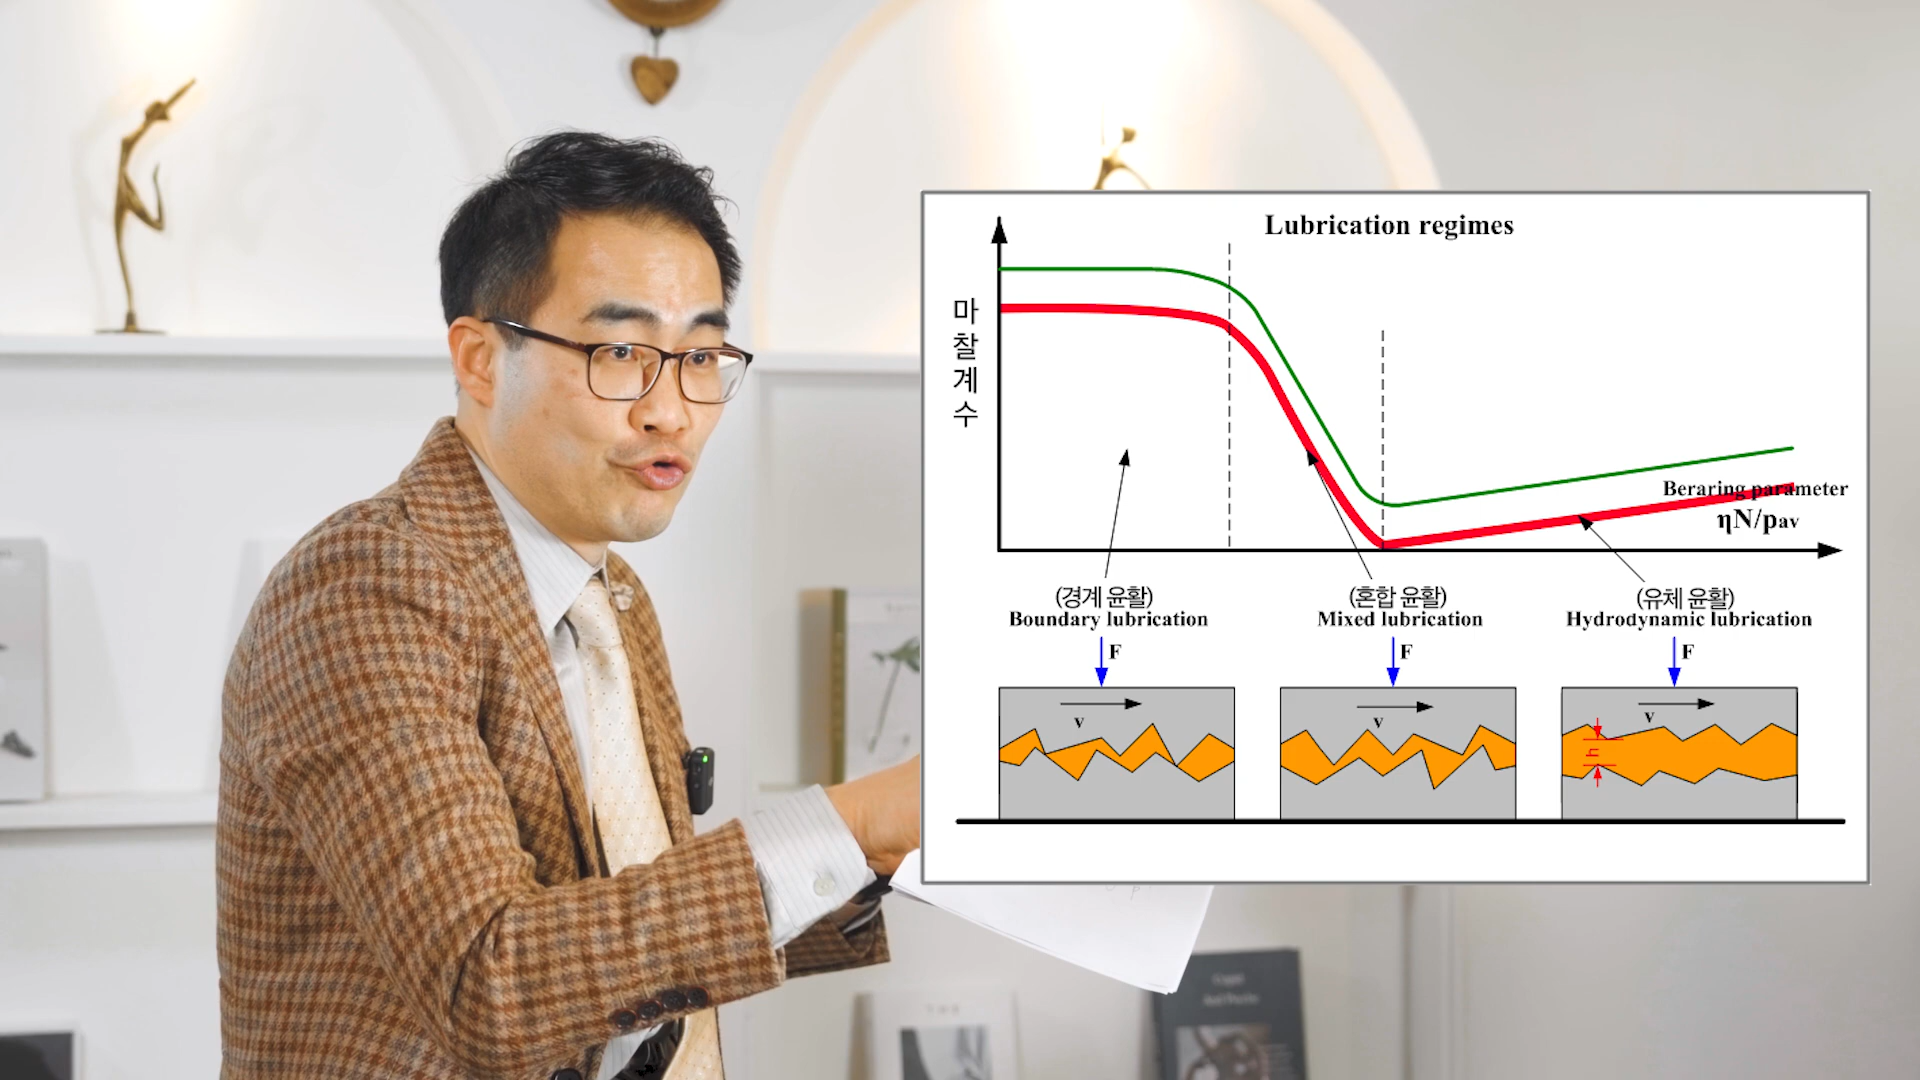 Lubrication regimes
마찰계수
Beraring parameter
ηN/pav
(경계 윤활)
Boundary lubrication
(혼합 윤활)
Mixed lubrication
(유체 윤활)
Hydrodynamic lubrication
F
F
F
v
v
v
h